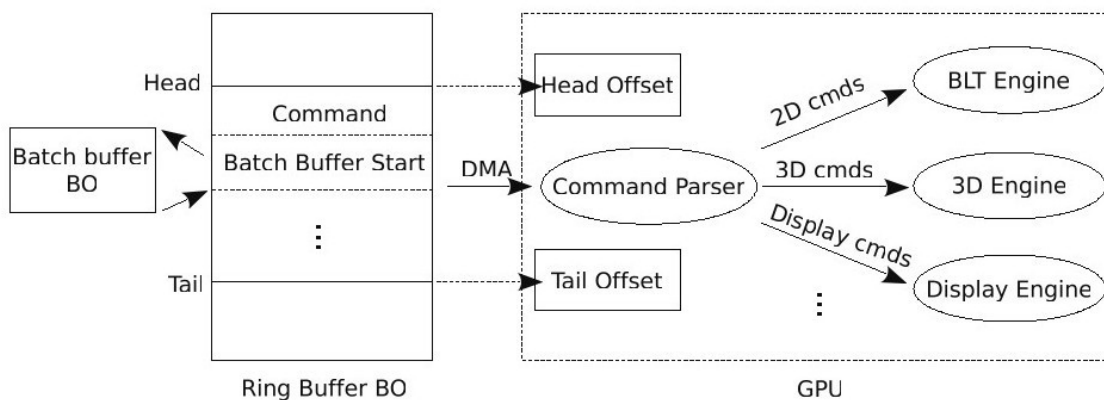 Head
Command
Batch buffer
BO
Batch Buffer Start
Tail
Ring Buffer BO
DMA
Head Offset
Command Parser
Tail Offset
2D cmds
3D cmds
Display cmds
BLT Engine
3D Engine
Display Engine
GPU